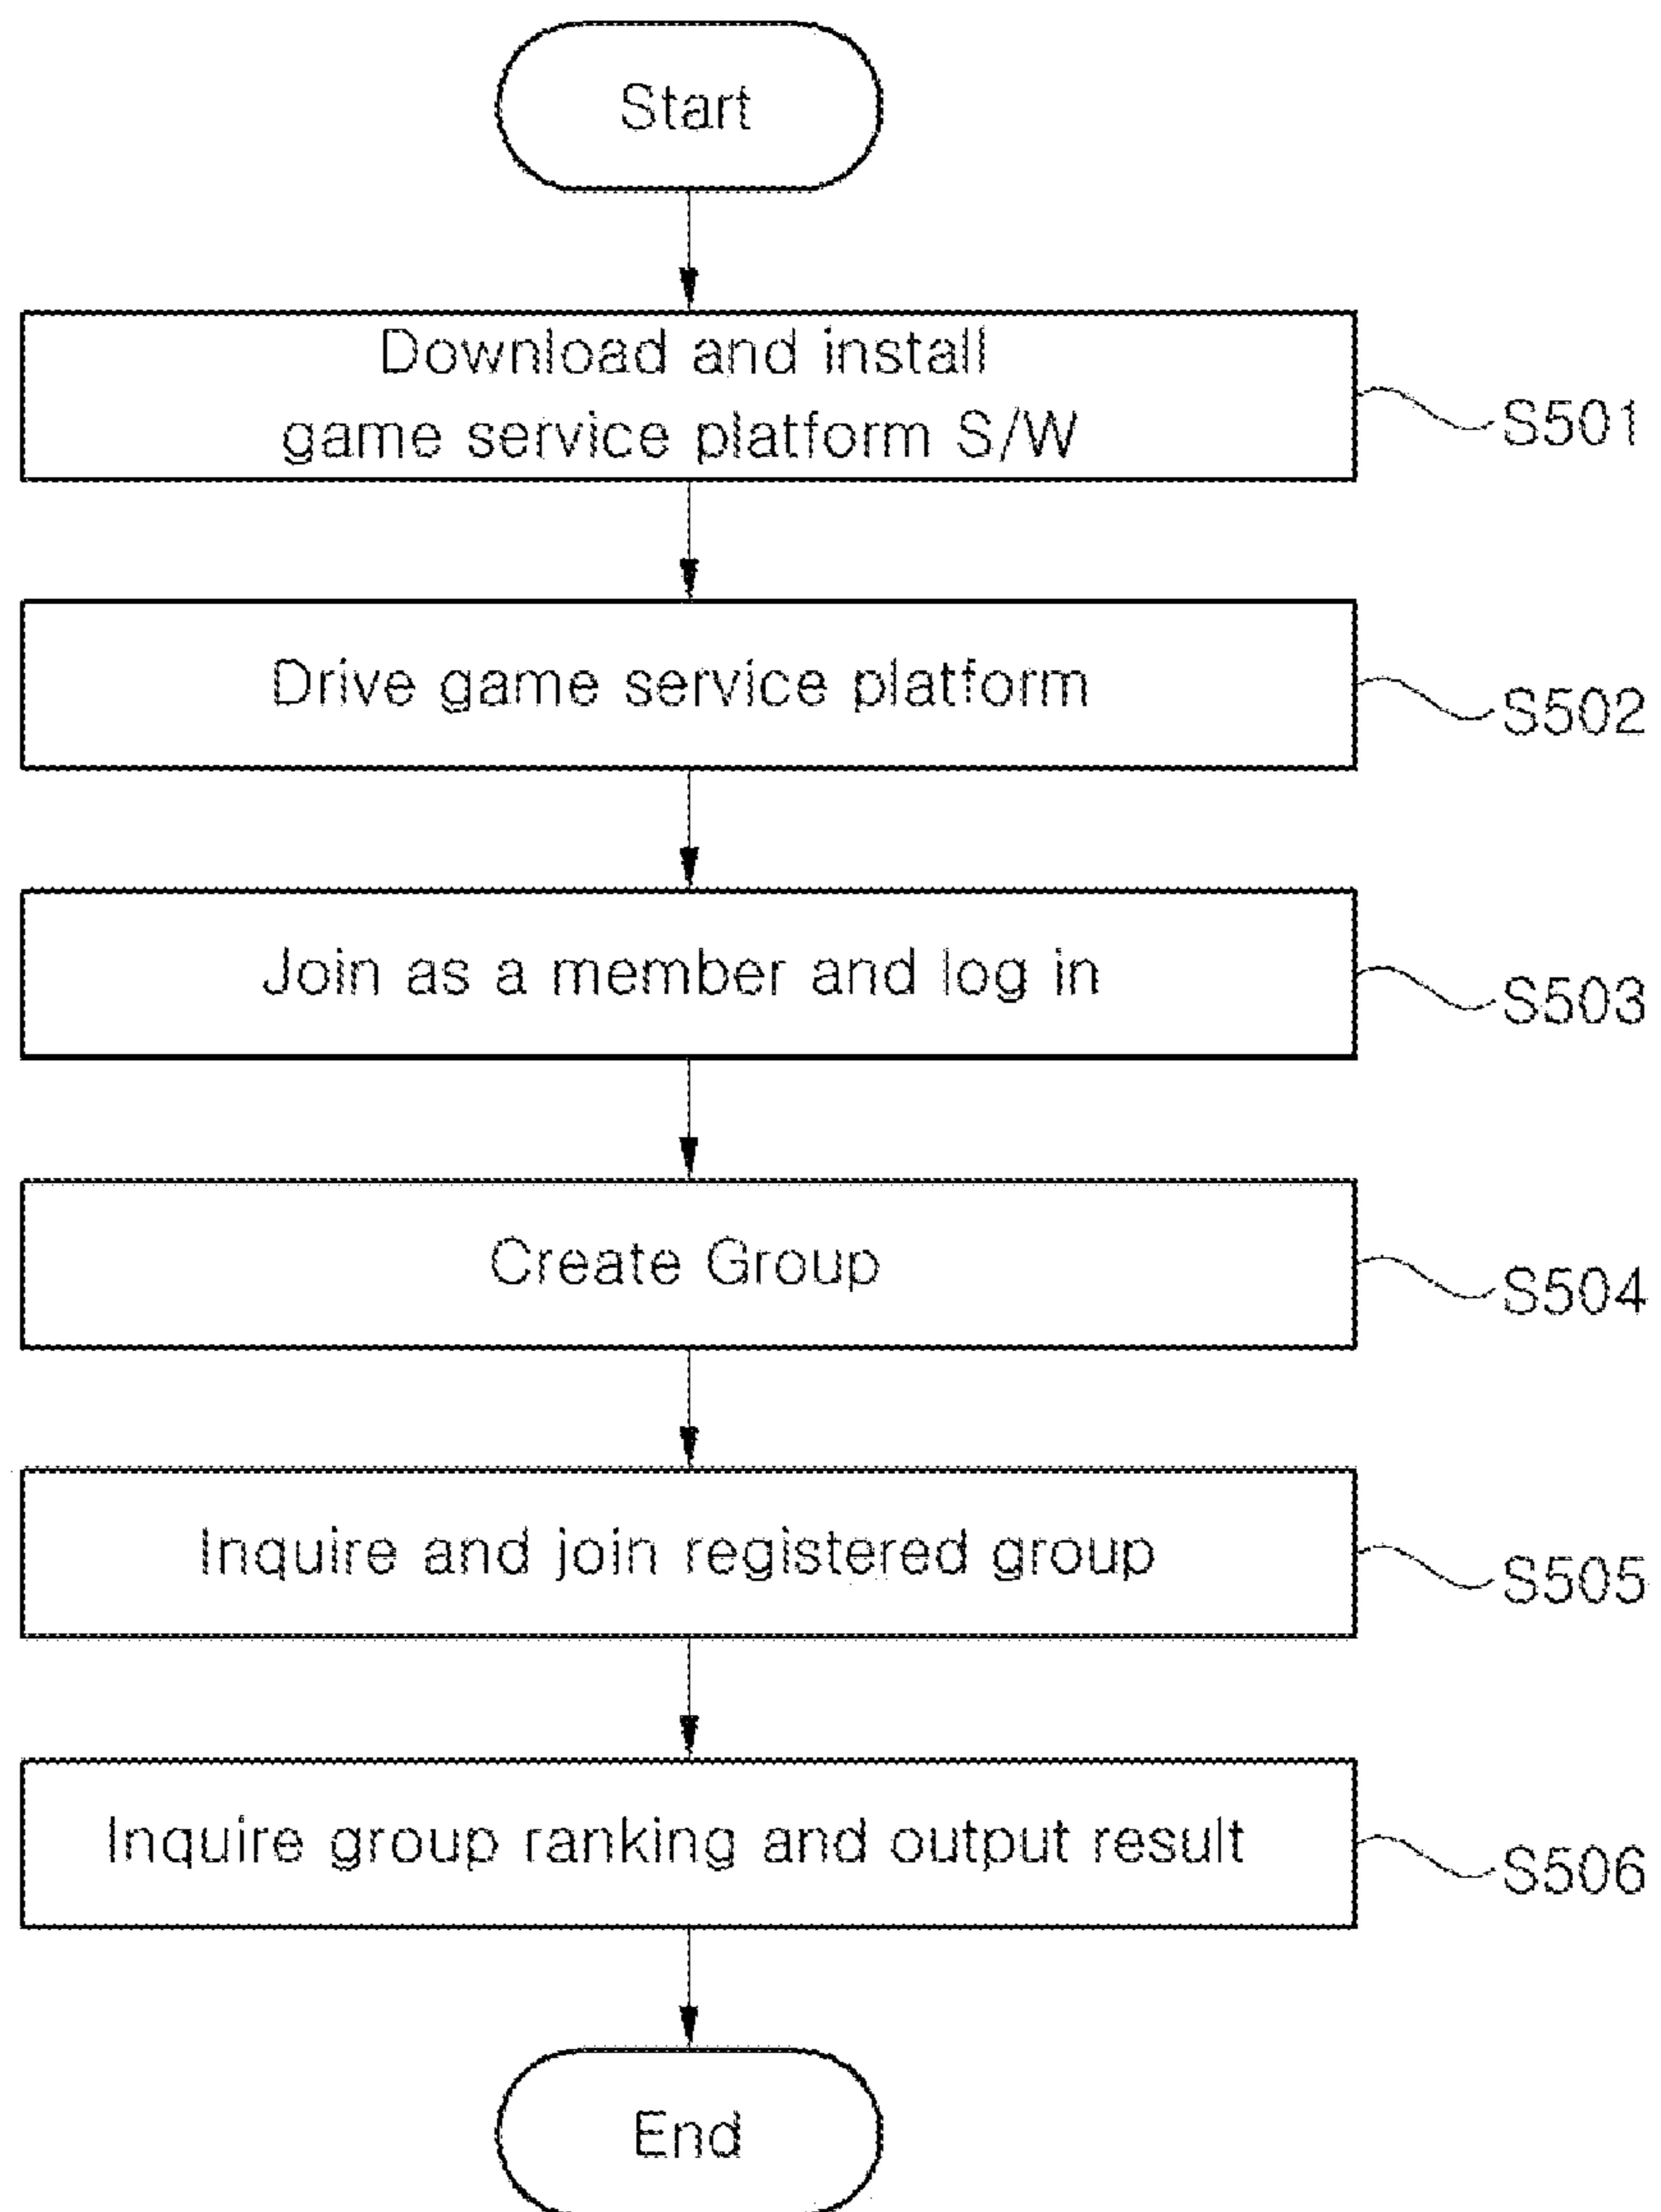 Start
Download and install
game service platform S/W
S501
Drive game service platform
S502
Join as a member and log in
S503
Create Group
S504
Inquire and join registered group
S505
Inquire group ranking and output result
S506
End